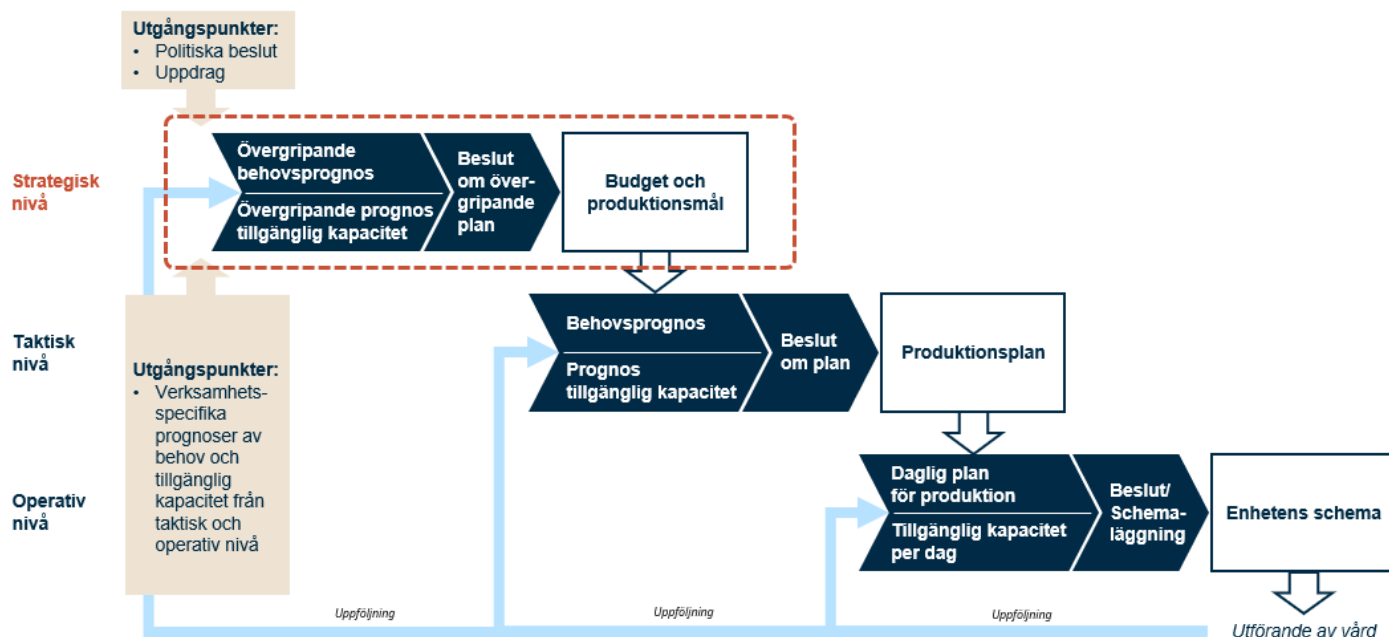 Utgångspunkter:
• Politiska beslut
• Uppdrag
Strategisk
nivå
Övergripande
behovsprognos
Övergripande prognos
tillgänglig kapacitet
Beslut
om över-
gripande
plan
Budget och
produktionsmål
Taktisk
nivå
Behovsprognos
Prognos
tillgänglig kapacitet
Beslut
om plan
Produktionsplan
Utgångspunkter:
• Verksamhets-
specifika
prognoser av
behov och
tillgänglig
kapacitet från
taktisk och
operativ nivå
Operativ
nivå
Daglig plan
för produktion
Tillgänglig kapacitet
per dag
Beslut/
Schema-
läggning
Enhetens schema
Uppföljning
Uppföljning
Uppföljning
Utförande av vård